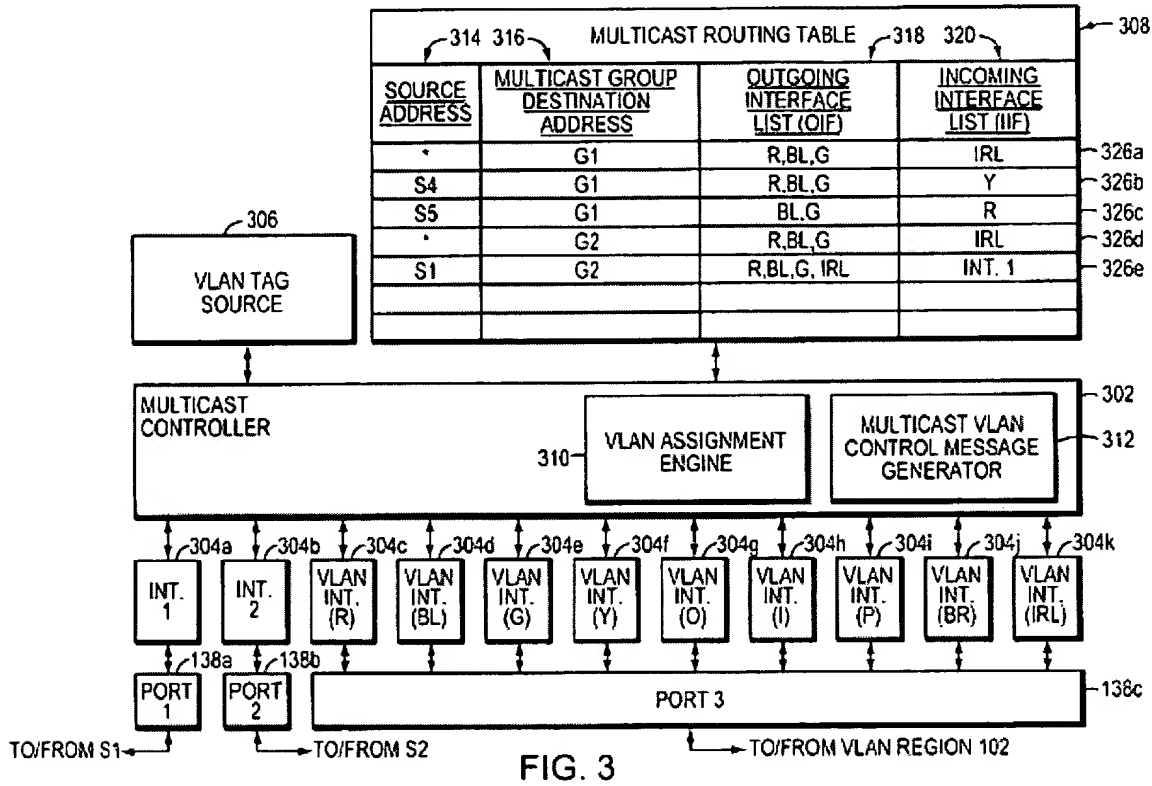 314 316 MULTICAST ROUTING TABLE 318 320 308
SOURCE ADDRESS
MULTICAST GROUP DESTINATION ADDRESS
OUTGOING INTERFACE LIST (OIF)
INCOMING INTERFACE LIST (IIF)
* G1 R,BL,G IRL 326a
S4 G1 R,BL,G Y 326b
S5 G1 BL,G R 326c
* G2 R,BL,G IRL 326d
S1 G2 R,BL,G, IRL INT. 1 326e
306
VLAN TAG
SOURCE
MULTICAST
CONTROLLER
302
310
VLAN ASSIGNMENT
ENGINE
MULTICAST VLAN
CONTROL MESSAGE
GENERATOR
312
304a 304b 304c 304d 304e 304f 304g 304h 304i 304j 304k
INT.
1
INT.
2
VLAN
INT.
(R)
VLAN
INT.
(BL)
VLAN
INT.
(G)
VLAN
INT.
(Y)
VLAN
INT.
(O)
VLAN
INT.
(I)
VLAN
INT.
(P)
VLAN
INT.
(BR)
VLAN
INT.
(IRL)
138a 138b
PORT
1
PORT
2
PORT 3
138c
TO/FROM S1
TO/FROM S2
TO/FROM VLAN REGION 102
FIG. 3